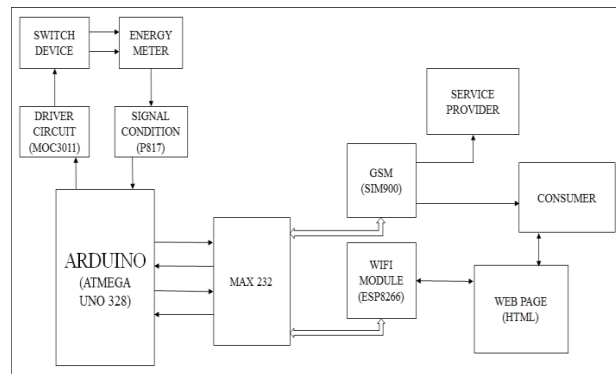 SWITCH
DEVICE
ENERGY
METER
DRIVER
CIRCUIT
(MOC3011)
SIGNAL
CONDITION
(P817)
SERVICE
PROVIDER
GSM
(SIM900)
CONSUMER
ARDUINO
(ATMEGA
UNO 328)
MAX 232
WIFI
MODULE
(ESP8266)
WEB PAGE
(HTML)